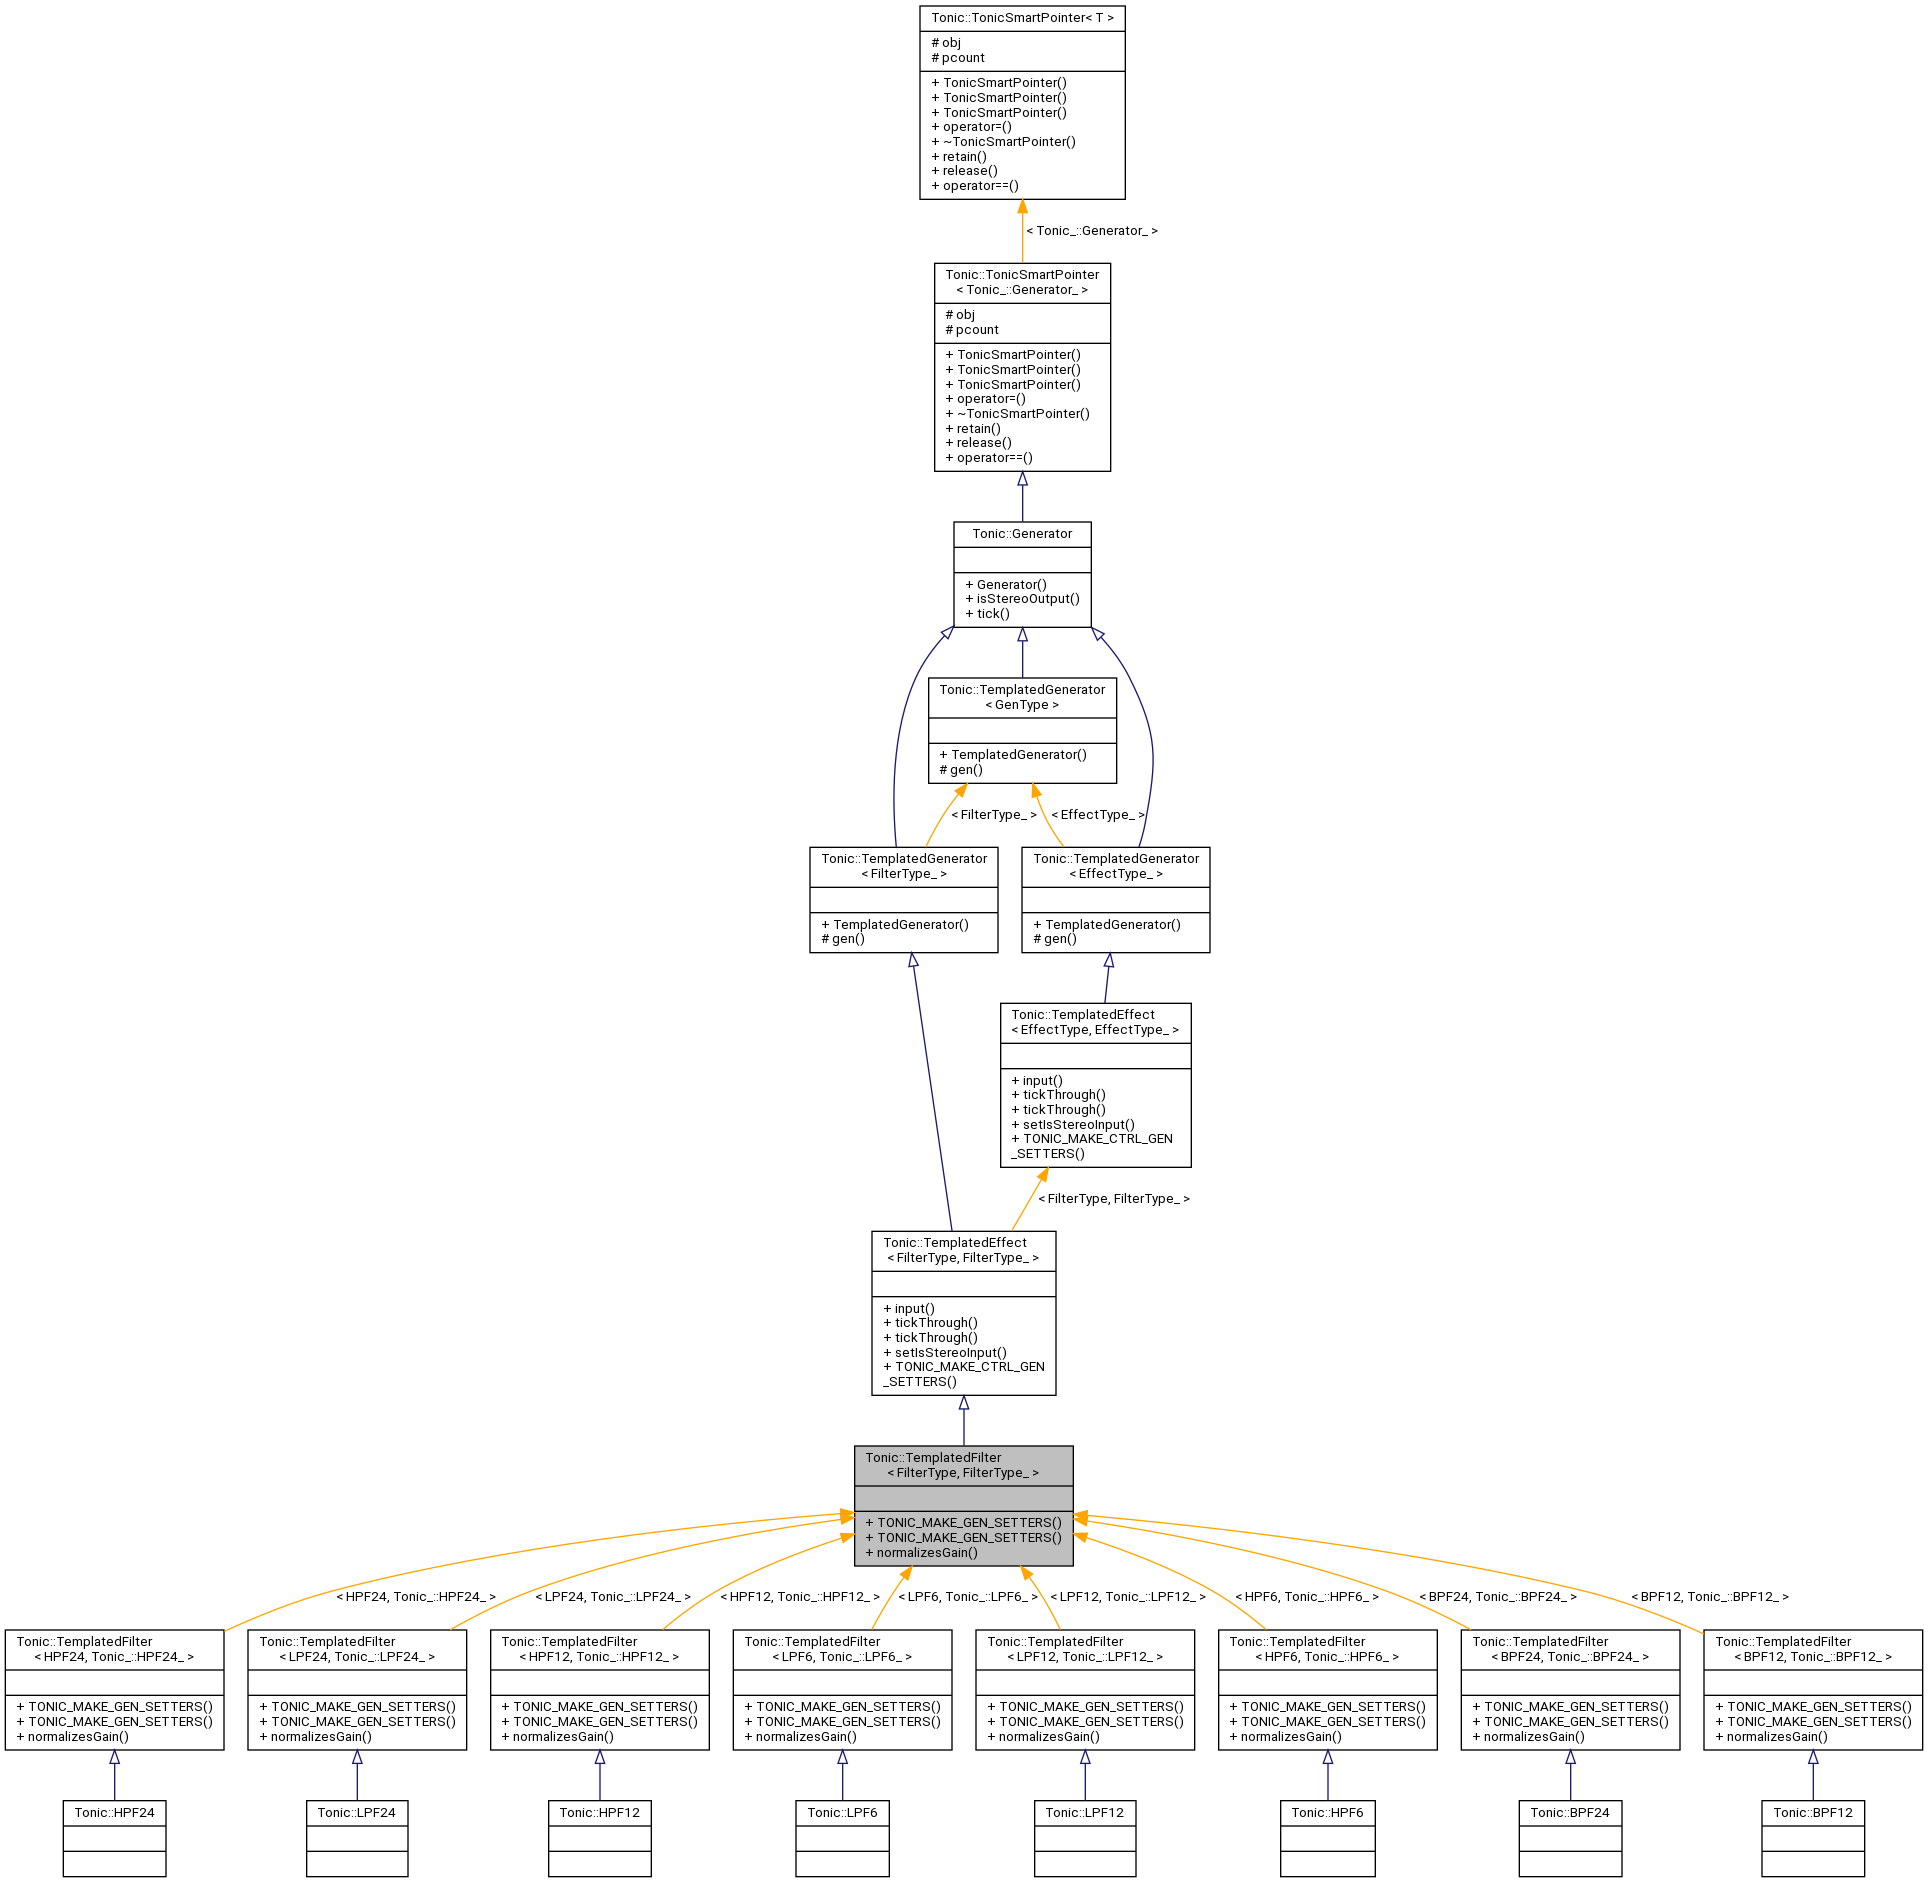 Tonic::TonicSmartPointer< T >
# obj
# pcount
+ TonicSmartPointer()
+ TonicSmartPointer()
+ TonicSmartPointer()
+ operator=()
+ ~TonicSmartPointer()
+ retain()
+ release()
+ operator==()
< Tonic_::Generator_ >
Tonic::TonicSmartPointer
< Tonic_::Generator_ >
# obj
# pcount
+ TonicSmartPointer()
+ TonicSmartPointer()
+ TonicSmartPointer()
+ operator=()
+ ~TonicSmartPointer()
+ retain()
+ release()
+ operator==()
Tonic::Generator
+ Generator()
+ isStereoOutput()
+ tick()
Tonic::TemplatedGenerator
< GenType >
+ TemplatedGenerator()
# gen()
< FilterType_ >
< EffectType_ >
Tonic::TemplatedGenerator
< FilterType_ >
+ TemplatedGenerator()
# gen()
Tonic::TemplatedGenerator
< EffectType_ >
+ TemplatedGenerator()
# gen()
Tonic::TemplatedEffect
< EffectType, EffectType_ >
+ input()
+ tickThrough()
+ tickThrough()
+ setIsStereoInput()
+ TONIC_MAKE_CTRL_GEN
_SETTERS()
< FilterType, FilterType_ >
Tonic::TemplatedEffect
< FilterType, FilterType_ >
+ input()
+ tickThrough()
+ tickThrough()
+ setIsStereoInput()
+ TONIC_MAKE_CTRL_GEN
_SETTERS()
Tonic::TemplatedFilter
< FilterType, FilterType_ >
+ TONIC_MAKE_GEN_SETTERS()
+ TONIC_MAKE_GEN_SETTERS()
+ normalizesGain()
< HPF24, Tonic_::HPF24_ >
< LPF24, Tonic_::LPF24_ >
< HPF12, Tonic_::HPF12_ >
< LPF6, Tonic_::LPF6_ >
< LPF12, Tonic_::LPF12_ >
< HPF6, Tonic_::HPF6_ >
< BPF24, Tonic_::BPF24_ >
< BPF12, Tonic_::BPF12_ >
Tonic::TemplatedFilter
< HPF24, Tonic_::HPF24_ >
+ TONIC_MAKE_GEN_SETTERS()
+ TONIC_MAKE_GEN_SETTERS()
+ normalizesGain()
Tonic::TemplatedFilter
< LPF24, Tonic_::LPF24_ >
+ TONIC_MAKE_GEN_SETTERS()
+ TONIC_MAKE_GEN_SETTERS()
+ normalizesGain()
Tonic::TemplatedFilter
< HPF12, Tonic_::HPF12_ >
+ TONIC_MAKE_GEN_SETTERS()
+ TONIC_MAKE_GEN_SETTERS()
+ normalizesGain()
Tonic::TemplatedFilter
< LPF6, Tonic_::LPF6_ >
+ TONIC_MAKE_GEN_SETTERS()
+ TONIC_MAKE_GEN_SETTERS()
+ normalizesGain()
Tonic::TemplatedFilter
< LPF12, Tonic_::LPF12_ >
+ TONIC_MAKE_GEN_SETTERS()
+ TONIC_MAKE_GEN_SETTERS()
+ normalizesGain()
Tonic::TemplatedFilter
< HPF6, Tonic_::HPF6_ >
+ TONIC_MAKE_GEN_SETTERS()
+ TONIC_MAKE_GEN_SETTERS()
+ normalizesGain()
Tonic::TemplatedFilter
< BPF24, Tonic_::BPF24_ >
+ TONIC_MAKE_GEN_SETTERS()
+ TONIC_MAKE_GEN_SETTERS()
+ normalizesGain()
Tonic::TemplatedFilter
< BPF12, Tonic_::BPF12_ >
+ TONIC_MAKE_GEN_SETTERS()
+ TONIC_MAKE_GEN_SETTERS()
+ normalizesGain()
Tonic::HPF24
Tonic::LPF24
Tonic::HPF12
Tonic::LPF6
Tonic::LPF12
Tonic::HPF6
Tonic::BPF24
Tonic::BPF12